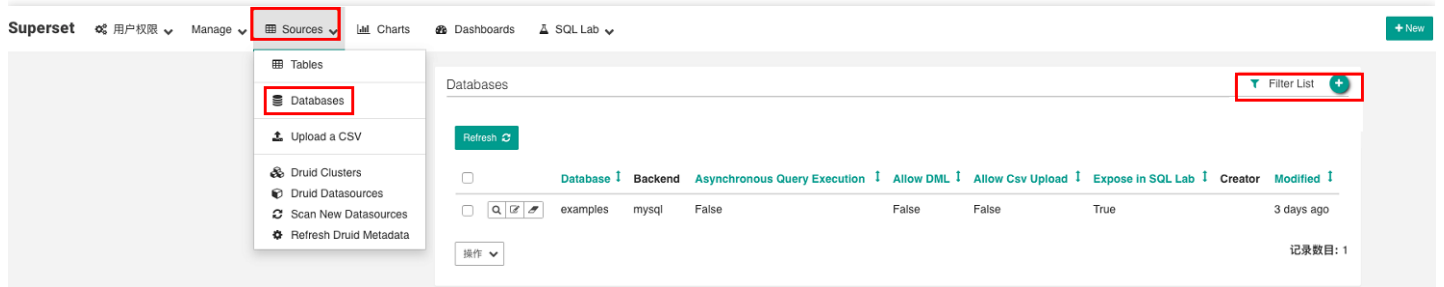 Superset 用户权限 Manage Sources Charts Dashboards SQL Lab + New
Tables
Databases
Upload a CSV
Druid Clusters
Druid Datasources
Scan New Datasources
Refresh Druid Metadata
Databases Filter List
Refresh
Database Backend Asynchronous Query Execution Allow DML Allow Csv Upload Expose in SQL Lab Creator Modified
examples mysql False False False True 3 days ago
操作 记录数目: 1